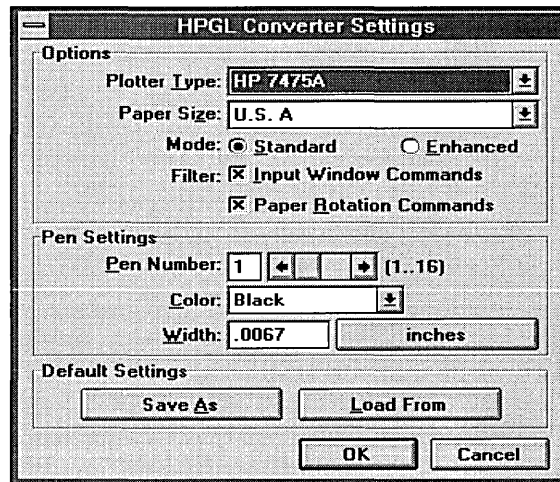 HPGL Converter Settings
Options
Plotter Type: HP 7475A
Paper Size: U.S. A
Mode: Standard Enhanced
Filter: Input Window Commands
Paper Rotation Commands
Pen Settings
Pen Number: 1 (1..16)
Color: Black
Width: .0067 inches
Default Settings
Save As Load From
OK Cancel